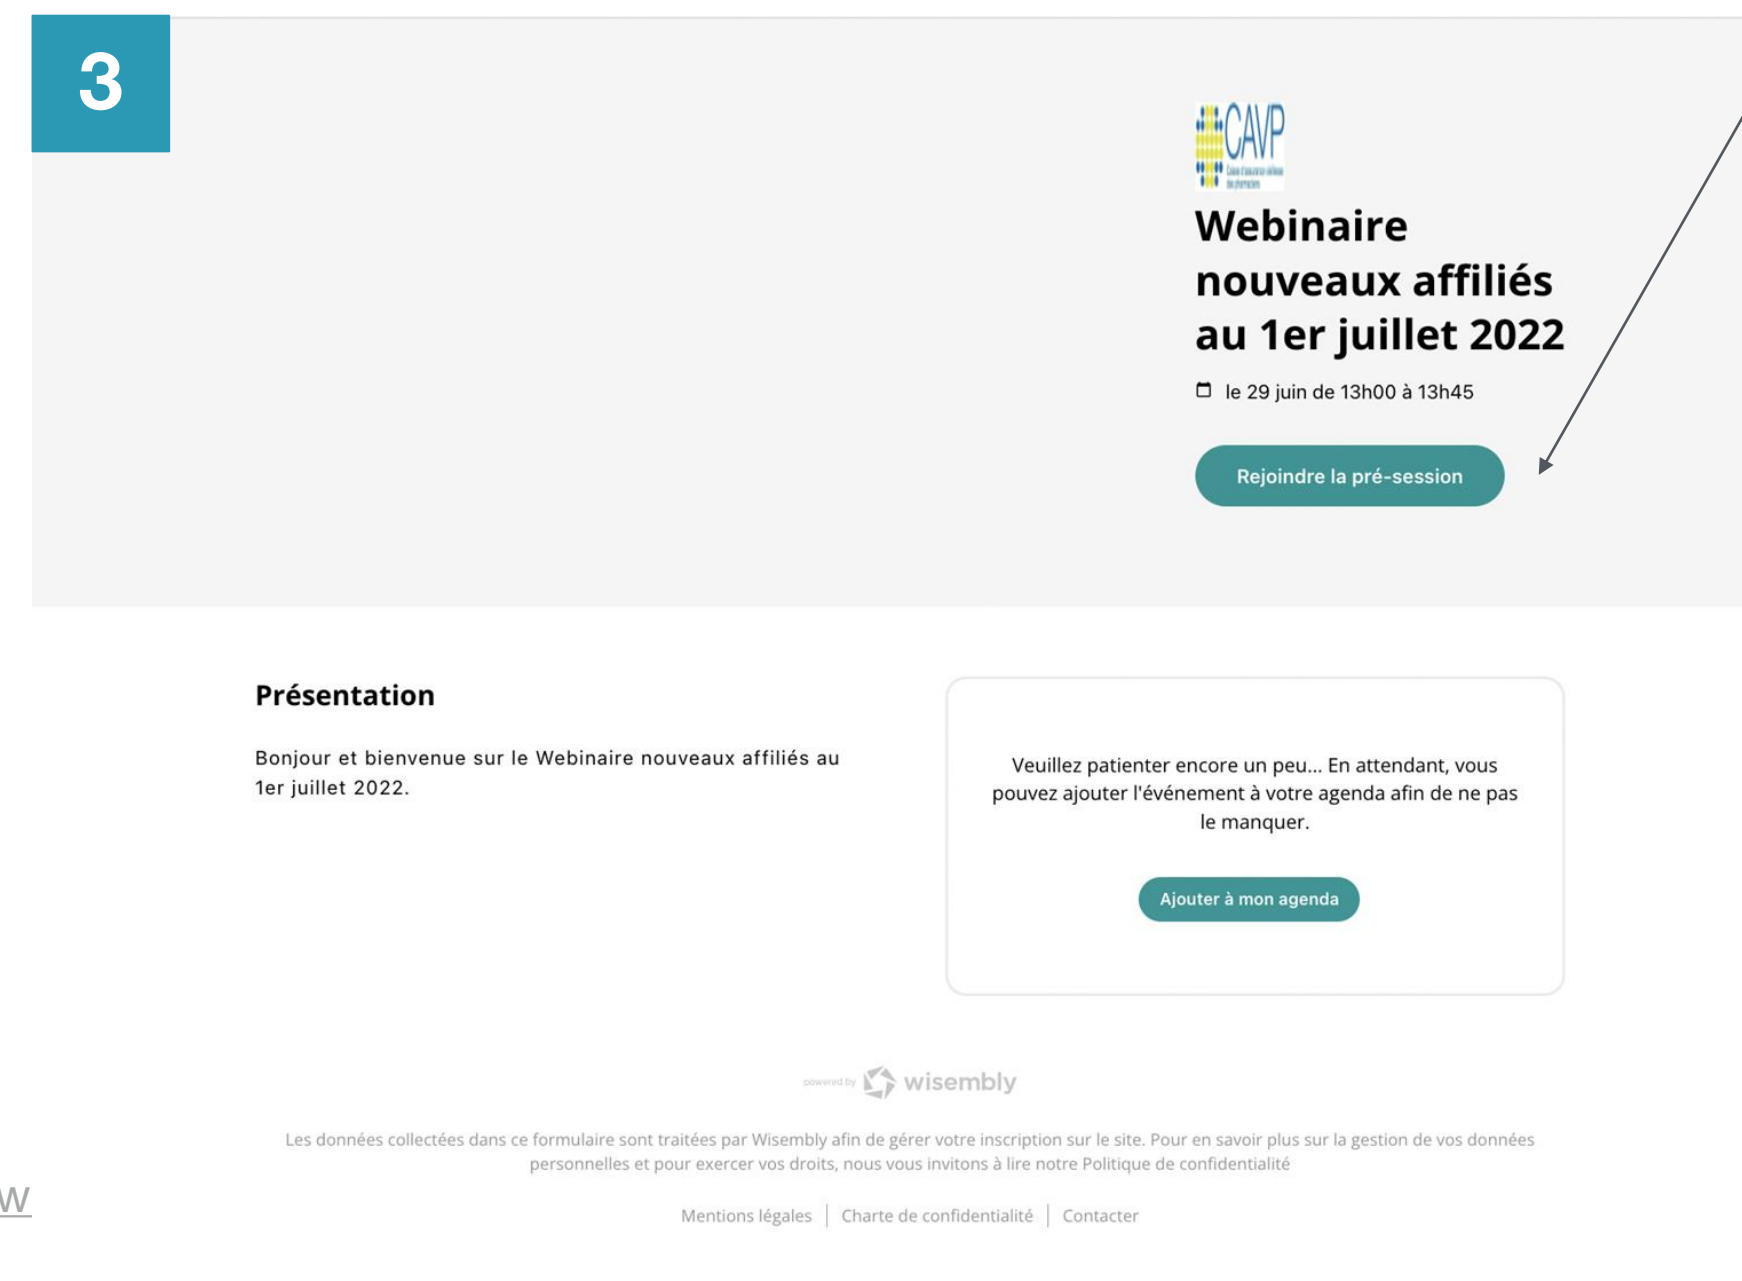 3
CAVP
Caisse d'assurance vieillesse
des pharmaciens
Webinaire
nouveaux affiliés
au 1er juillet 2022
le 29 juin de 13h00 à 13h45
Rejoindre la pré-session
Présentation
Bonjour et bienvenue sur le Webinaire nouveaux affiliés au
1er juillet 2022.
Veuillez patienter encore un peu... En attendant, vous
pouvez ajouter l'événement à votre agenda afin de ne pas
le manquer.
Ajouter à mon agenda
powered by wisembly
Les données collectées dans ce formulaire sont traitées par Wisembly afin de gérer votre inscription sur le site. Pour en savoir plus sur la gestion de vos données
personnelles et pour exercer vos droits, nous vous invitons à lire notre Politique de confidentialité
w
Mentions légales | Charte de confidentialité | Contacter